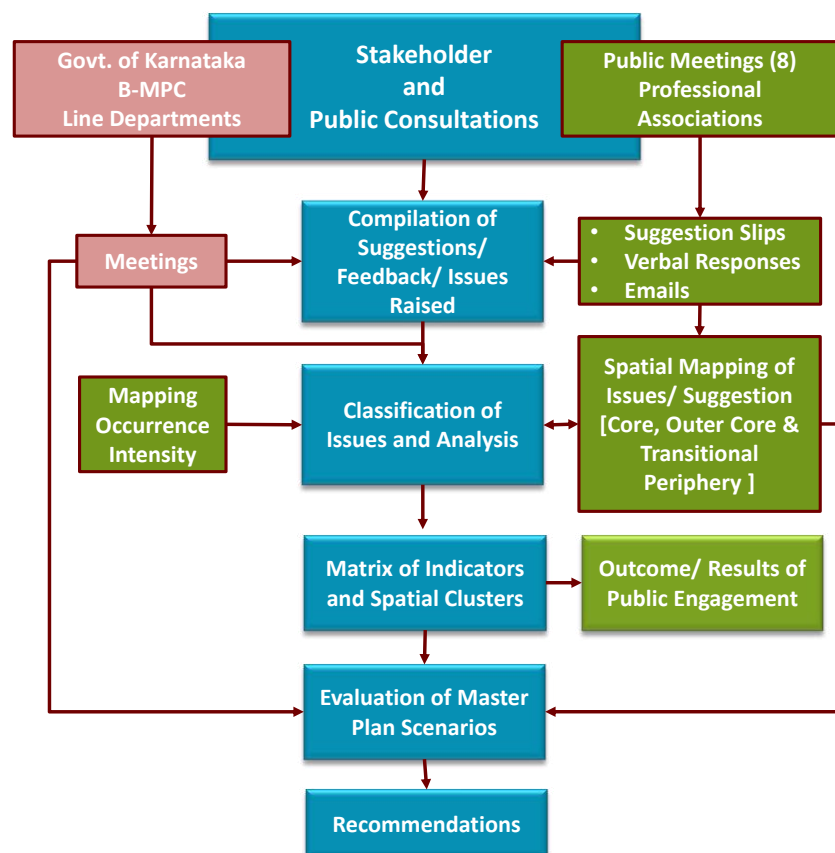 Govt. of Karnataka
B-MPC
Line Departments
Stakeholder
and
Public Consultations
Public Meetings (8)
Professional
Associations
Meetings
Compilation of
Suggestions/
Feedback/ Issues
Raised
• Suggestion Slips
• Verbal Responses
• Emails
Mapping
Occurrence
Intensity
Classification of
Issues and Analysis
Spatial Mapping of
Issues/ Suggestion
[Core, Outer Core &
Transitional
Periphery ]
Matrix of Indicators
and Spatial Clusters
Outcome/ Results of
Public Engagement
Evaluation of Master
Plan Scenarios
Recommendations